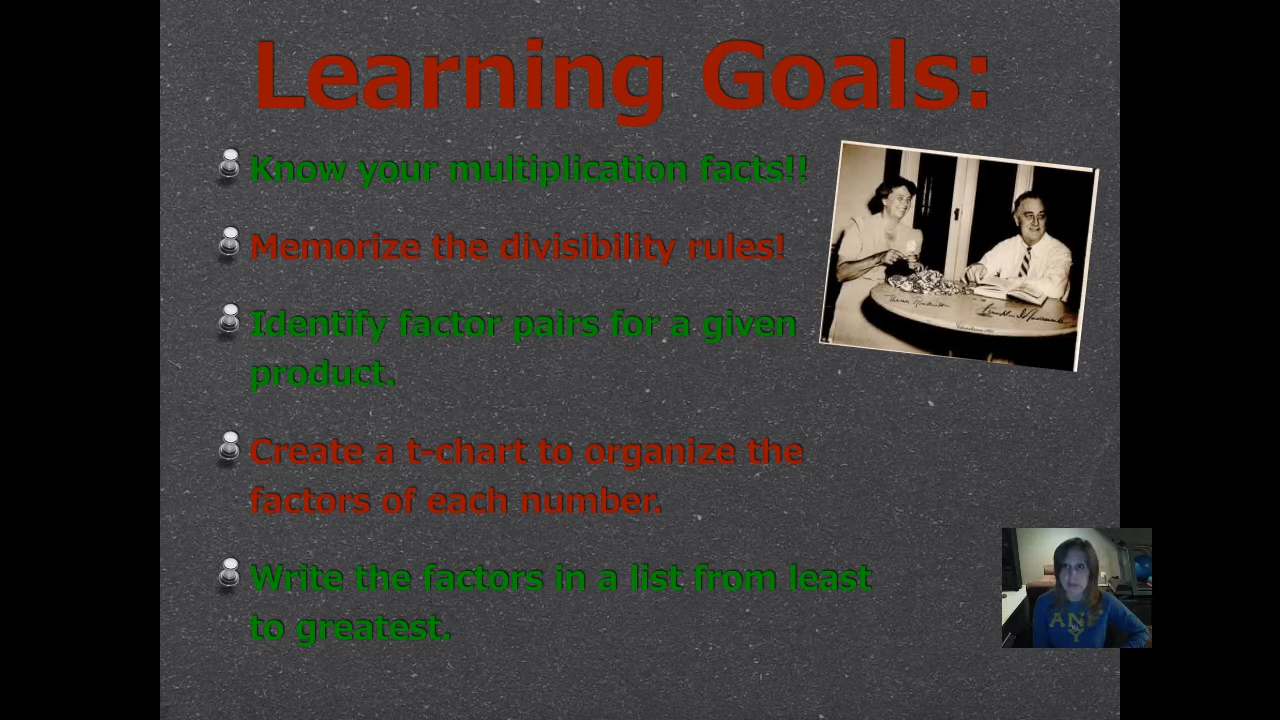 Learning Goals:
Know your multiplication facts!!
Memorize the divisibility rules!
Identify factor pairs for a given
product.
Create a t-chart to organize the
factors of each number.
Write the factors in a list from least
to greatest.